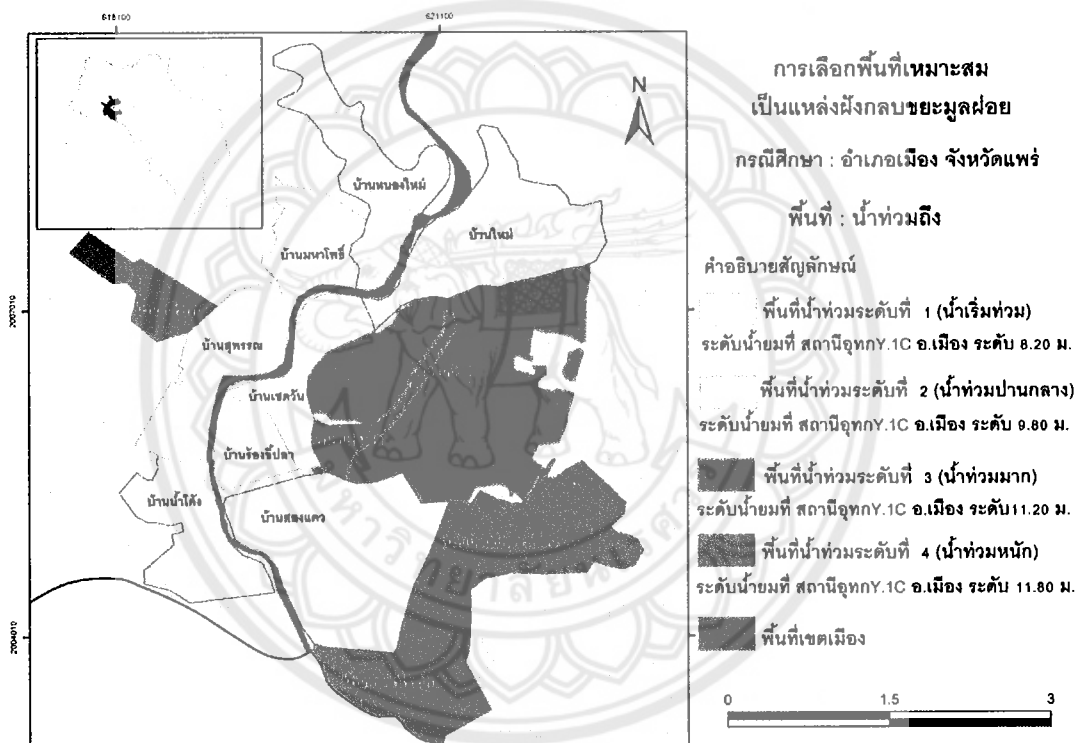 618100
621100
N
การเลือกพื้นที่เหมาะสม
เป็นแหล่งฝังกลบขยะมูลฝอย
กรณีศึกษา : อำเภอเมือง จังหวัดแพร่
พื้นที่ : น้ำท่วมถึง
คำอธิบายสัญลักษณ์
พื้นที่น้ำท่วมระดับที่ 1 (น้ำเริ่มท่วม)
ระดับน้ำยมที่ สถานีอุทกY.1C อ.เมือง ระดับ 8.20 ม.
พื้นที่น้ำท่วมระดับที่ 2 (น้ำท่วมปานกลาง)
ระดับน้ำยมที่ สถานีอุทกY.1C อ.เมือง ระดับ 9.80 ม.
พื้นที่น้ำท่วมระดับที่ 3 (น้ำท่วมมาก)
ระดับน้ำยมที่ สถานีอุทกY.1C อ.เมือง ระดับ11.20 ม.
พื้นที่น้ำท่วมระดับที่ 4 (น้ำท่วมหนัก)
ระดับน้ำยมที่ สถานีอุทกY.1C อ.เมือง ระดับ 11.80 ม.
พื้นที่เขตเมือง
0 1.5 3
บ้านหนองใหม่
บ้านใหม่
บ้านมหาโพธิ์
บ้านสุพรรณ
บ้านเชตวัน
บ้านร้องขี้ปลา
บ้านน้ำโค้ง
บ้านสองแคว
2007010
2004010